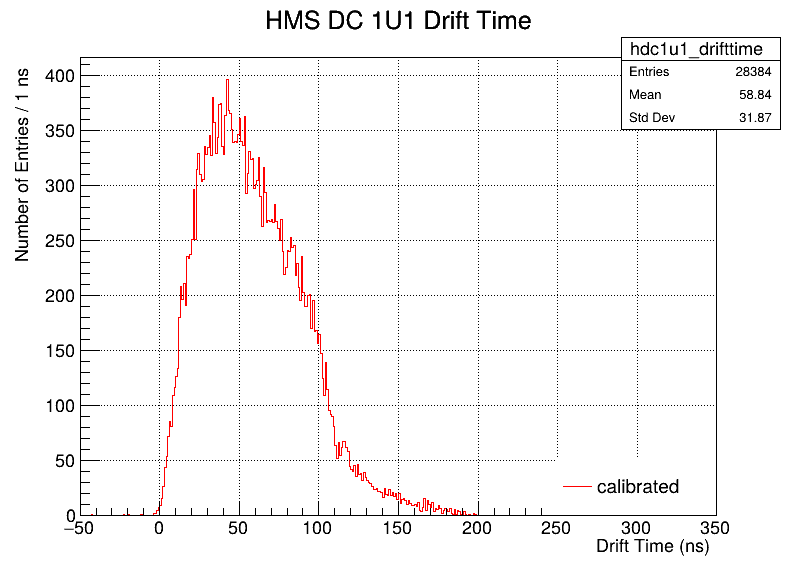 HMS DC 1U1 Drift Time
hdc1u1_drifttime
Entries 28384
Mean 58.84
Std Dev 31.87
Number of Entries / 1 ns
400
350
300
250
200
150
100
50
0
calibrated
−50 0 50 100 150 200 250 300 350
Drift Time (ns)